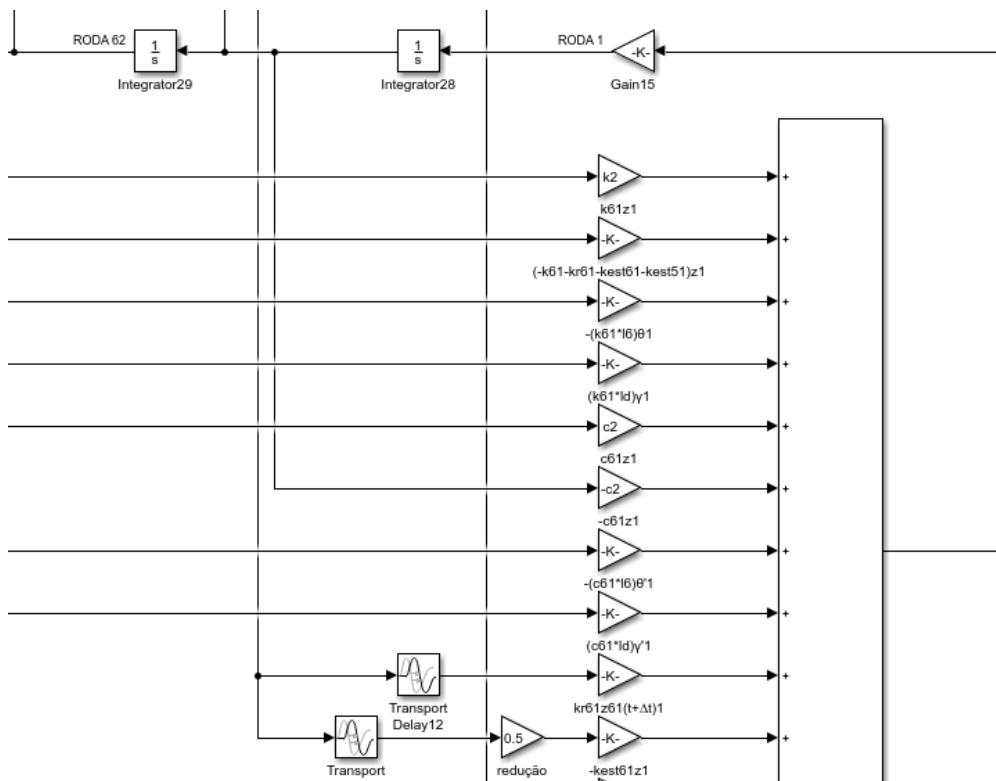 RODA 62
1
s
Integrator29
1
s
Integrator28
RODA 1
-K-
Gain15
k2
+
k61z1
-K-
+
(-k61-kr61-kest61-kest51)z1
-K-
+
-(k61*l6)θ1
-K-
+
(k61*ld)γ1
c2
+
c61z1
-c2
+
-c61z1
-K-
+
-(c61*l6)θ'1
-K-
+
(c61*ld)γ'1
-K-
+
Transport
Delay12
kr61z61(t+Δt)1
0.5
-K-
+
Transport
redução
-kest61z1